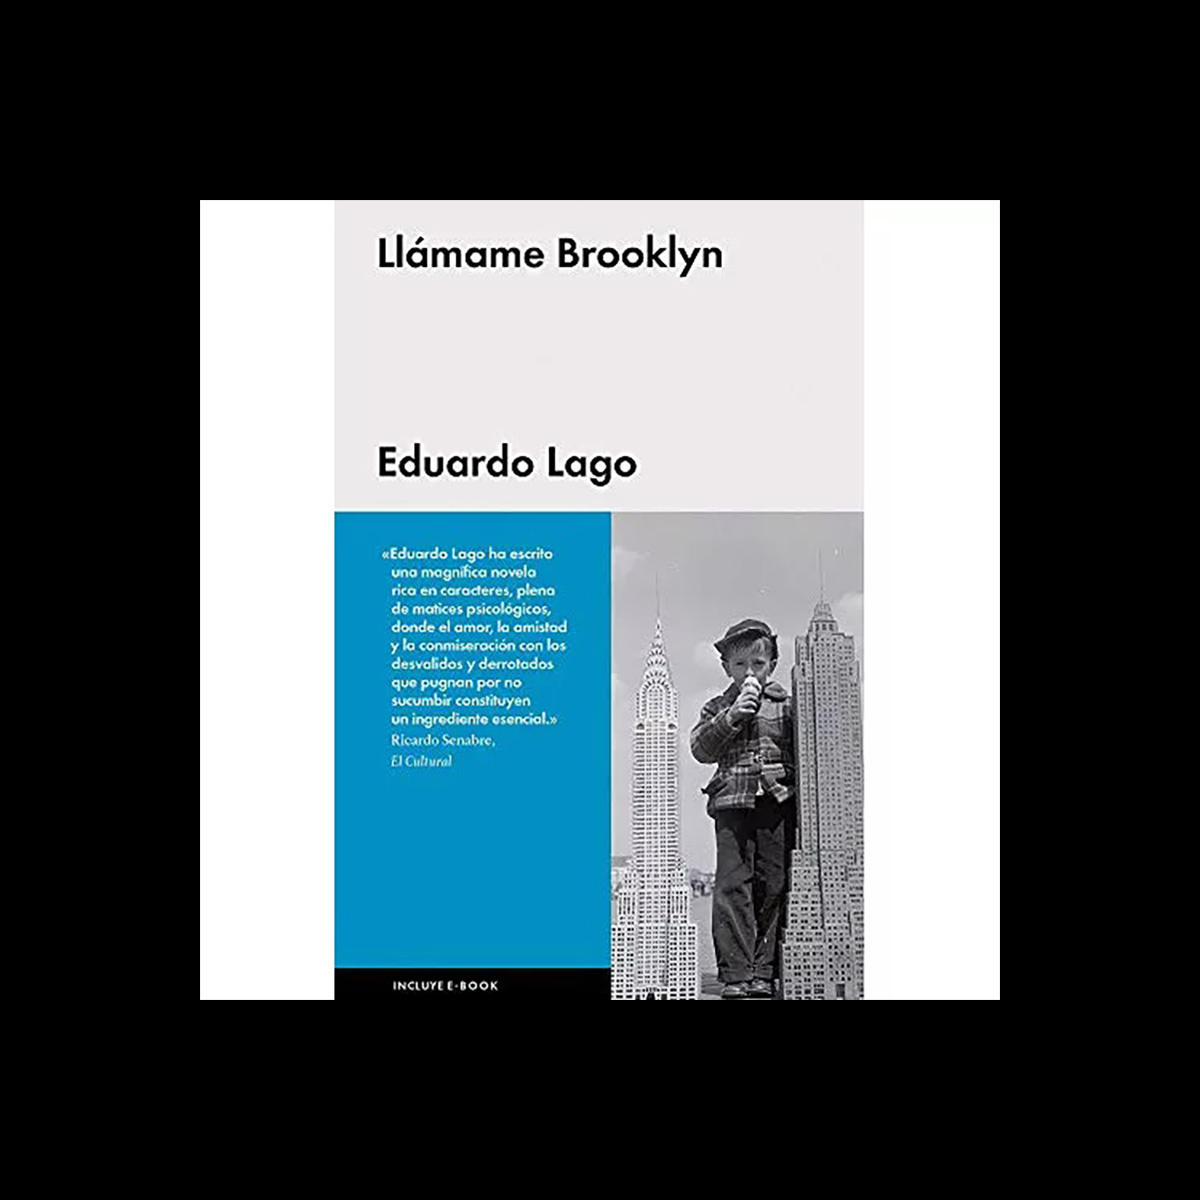 Llámame Brooklyn
Eduardo Lago
«Eduardo Lago ha escrito
una magnífica novela
rica en caracteres, plena
de matices psicológicos,
donde el amor, la amistad
y la conmiseración con los
desvalidos y derrotados
que pugnan por no
sucumbir constituyen
un ingrediente esencial.»
Ricardo Senabre,
El Cultural
INCLUYE E-BOOK